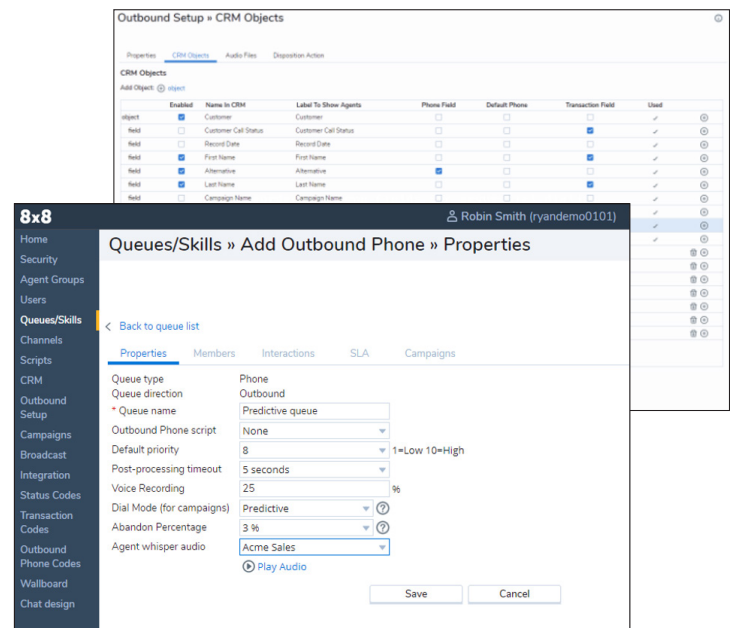 Outbound Setup » CRM Objects
Properties CRM Objects Audio Files Disposition Action
CRM Objects
Add Object: object
Enabled Name In CRM Label To Show Agents Phone Field Default Phone Transaction Field Used
object Customer Customer
field Customer Call Status Customer Call Status
field Record Date Record Date
field First Name First Name
field Alternative Alternative
field Last Name Last Name
field Campaign Name Campaign Name
8x8
Robin Smith (ryandemo0101)
Home
Security
Agent Groups
Users
Queues/Skills
Channels
Scripts
CRM
Outbound
Setup
Campaigns
Broadcast
Integration
Status Codes
Transaction
Codes
Outbound
Phone Codes
Wallboard
Chat design
Queues/Skills » Add Outbound Phone » Properties
Back to queue list
Properties Members Interactions SLA Campaigns
Queue type Phone
Queue direction Outbound
* Queue name Predictive queue
Outbound Phone script None
Default priority 8 1=Low 10=High
Post-processing timeout 5 seconds
Voice Recording 25 %
Dial Mode (for campaigns) Predictive ?
Abandon Percentage 3 % ?
Agent whisper audio Acme Sales
Play Audio
Save Cancel